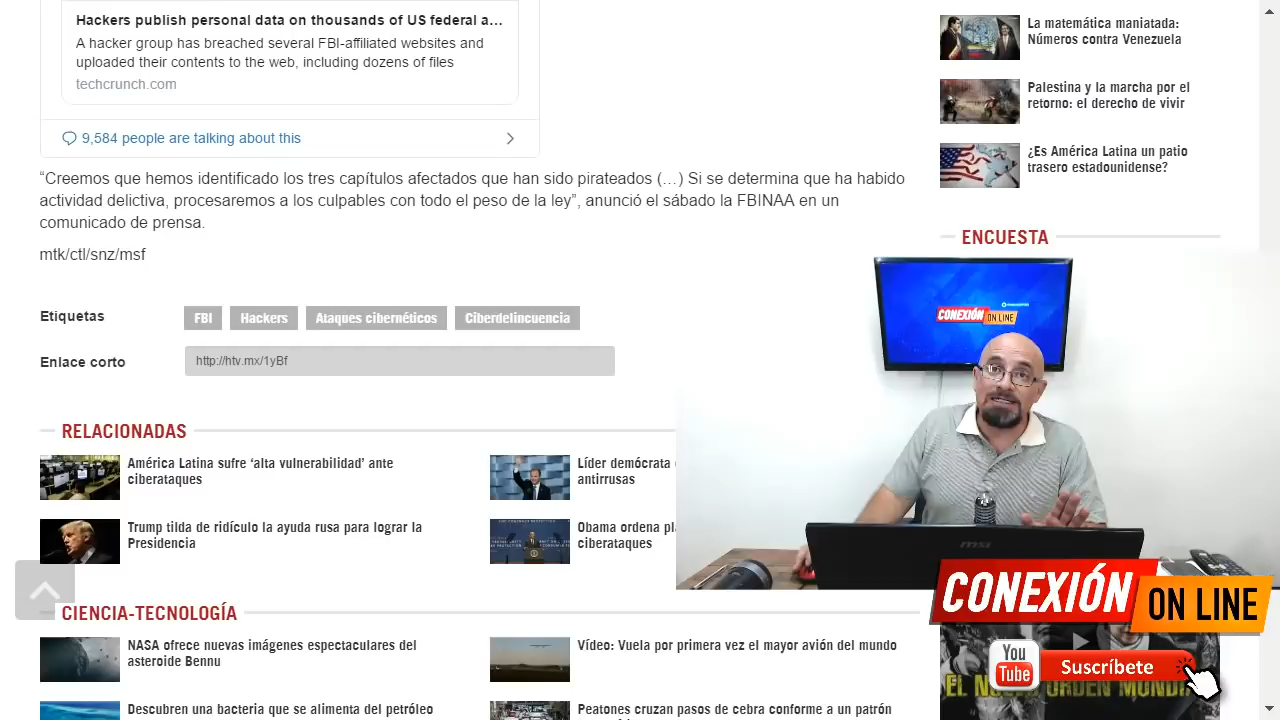 Hackers publish personal data on thousands of US federal a...
A hacker group has breached several FBI-affiliated websites and
uploaded their contents to the web, including dozens of files
techcrunch.com
9,584 people are talking about this
“Creemos que hemos identificado los tres capítulos afectados que han sido pirateados (…) Si se determina que ha habido
actividad delictiva, procesaremos a los culpables con todo el peso de la ley”, anunció el sábado la FBINAA en un
comunicado de prensa.
mtk/ctl/snz/msf
Etiquetas
FBI
Hackers
Ataques cibernéticos
Ciberdelincuencia
Enlace corto
http://htv.mx/1yBf
RELACIONADAS
América Latina sufre ‘alta vulnerabilidad’ ante
ciberataques
Líder demócrata
antirrusas
Trump tilda de ridículo la ayuda rusa para lograr la
Presidencia
Obama ordena
ciberataques
CIENCIA-TECNOLOGÍA
NASA ofrece nuevas imágenes espectaculares del
asteroide Bennu
Vídeo: Vuela por primera vez el mayor avión del mundo
Descubren una bacteria que se alimenta del petróleo
Peatones cruzan pasos de cebra conforme a un patrón
La matemática maniatada:
Números contra Venezuela
Palestina y la marcha por el
retorno: el derecho de vivir
¿Es América Latina un patio
trasero estadounidense?
ENCUESTA
CONEXIÓN
ON LINE
msi
CONEXIÓN
ON LINE
You
Tube
Suscríbete
EL NUEVO ORDEN MUNDIAL